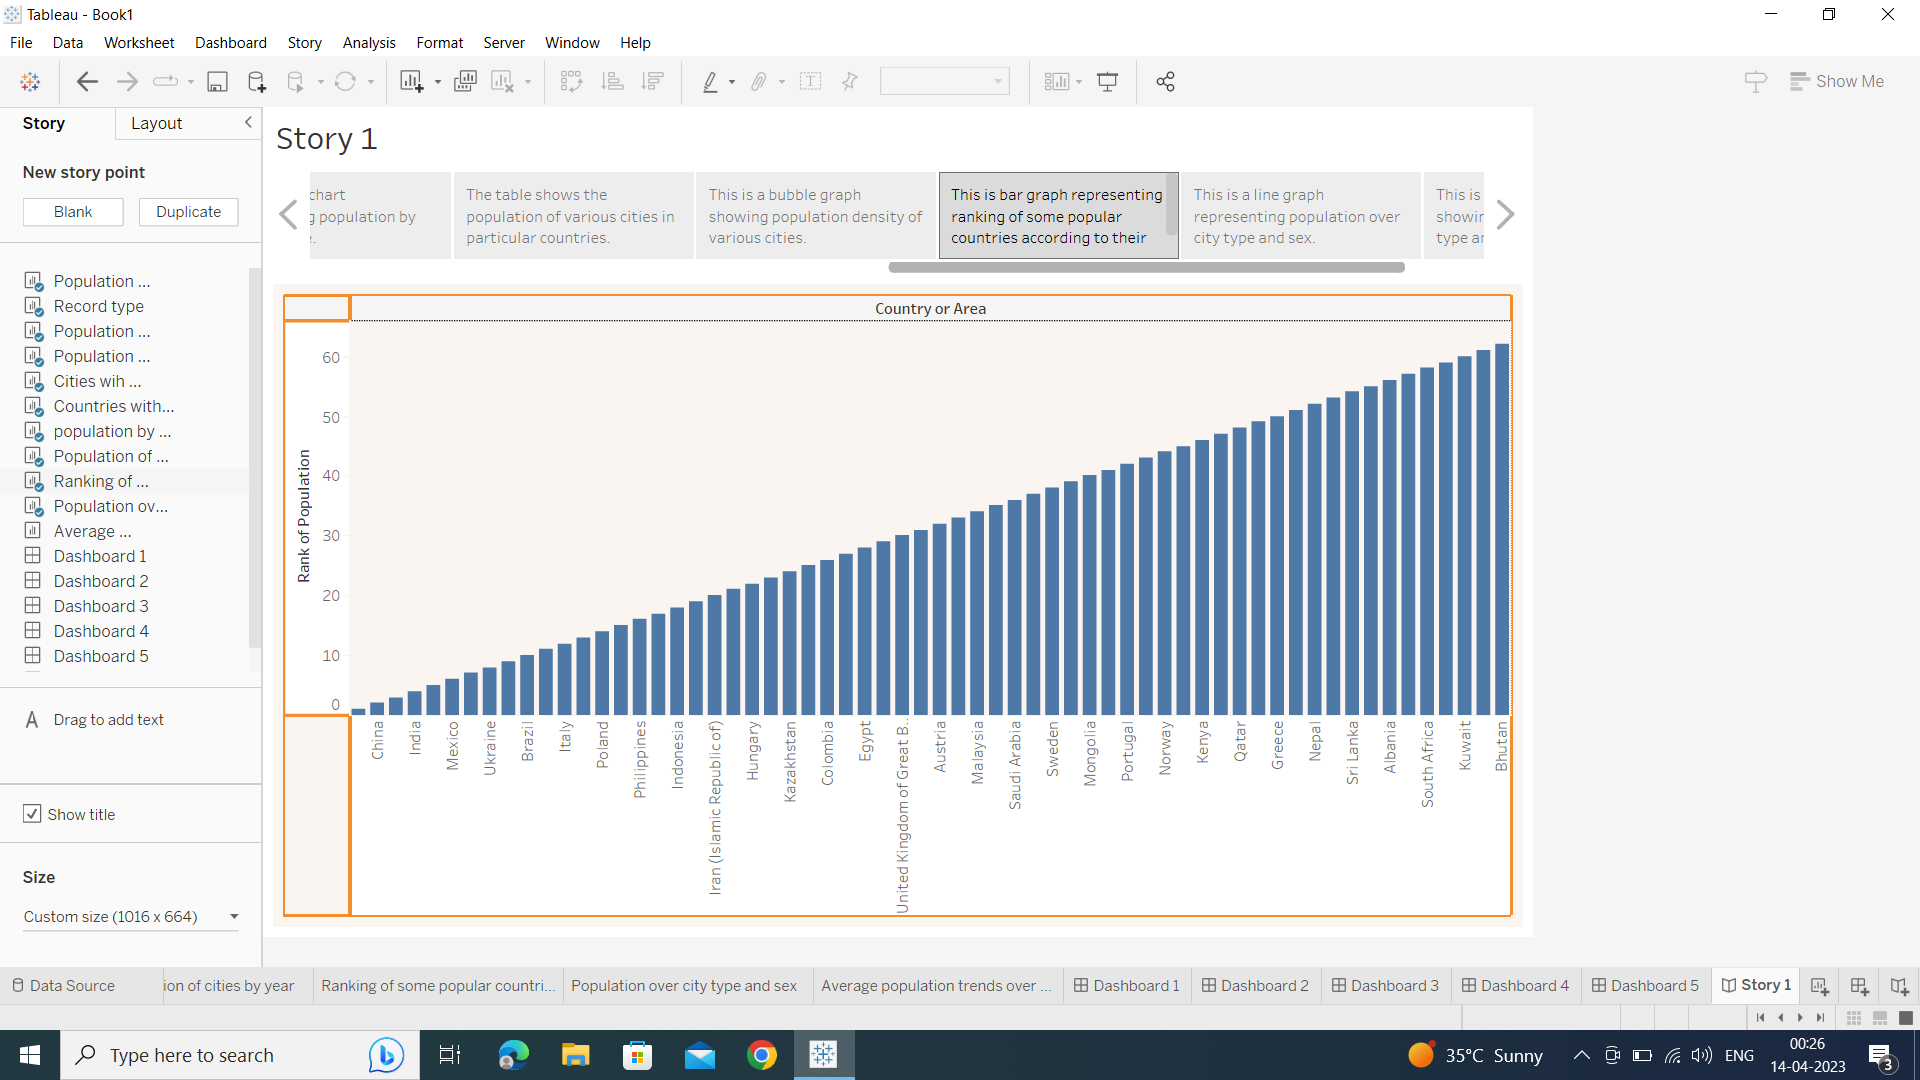 Tableau - Book1
File Data Worksheet Dashboard Story Analysis Format Server Window Help
Show Me
Story Layout
New story point
Blank Duplicate
Population ...
Record type
Population ...
Population ...
Cities wih ...
Countries with...
population by ...
Population of ...
Ranking of ...
Population ov...
Average ...
Dashboard 1
Dashboard 2
Dashboard 3
Dashboard 4
Dashboard 5
A Drag to add text
Show title
Size
Custom size (1016 x 664)
Story 1
chart
g population by
The table shows the
population of various cities in
particular countries.
This is a bubble graph
showing population density of
various cities.
This is bar graph representing
ranking of some popular
countries according to their
This is a line graph
representing population over
city type and sex.
This is
showir
type ar
Country or Area
Rank of Population
60
50
40
30
20
10
0
China
India
Mexico
Ukraine
Brazil
Italy
Poland
Philippines
Indonesia
Iran (Islamic Republic of)
Hungary
Kazakhstan
Colombia
Egypt
United Kingdom of Great B..
Austria
Malaysia
Saudi Arabia
Sweden
Mongolia
Portugal
Norway
Kenya
Qatar
Greece
Nepal
Sri Lanka
Albania
South Africa
Kuwait
Bhutan
Data Source ion of cities by year Ranking of some popular countri... Population over city type and sex Average population trends over ... Dashboard 1 Dashboard 2 Dashboard 3 Dashboard 4 Dashboard 5 Story 1
Type here to search
35°C Sunny
ENG
00:26
14-04-2023
3